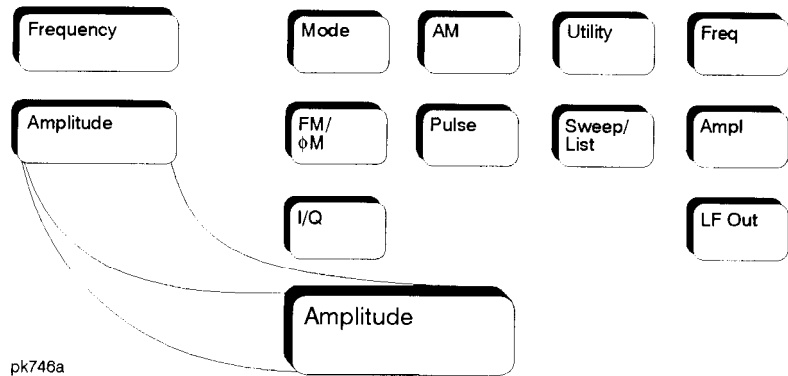 Frequency
Mode
AM
Utility
Freq
Amplitude
FM/
ϕM
Pulse
Sweep/
List
Ampl
I/Q
LF Out
Amplitude
pk746a